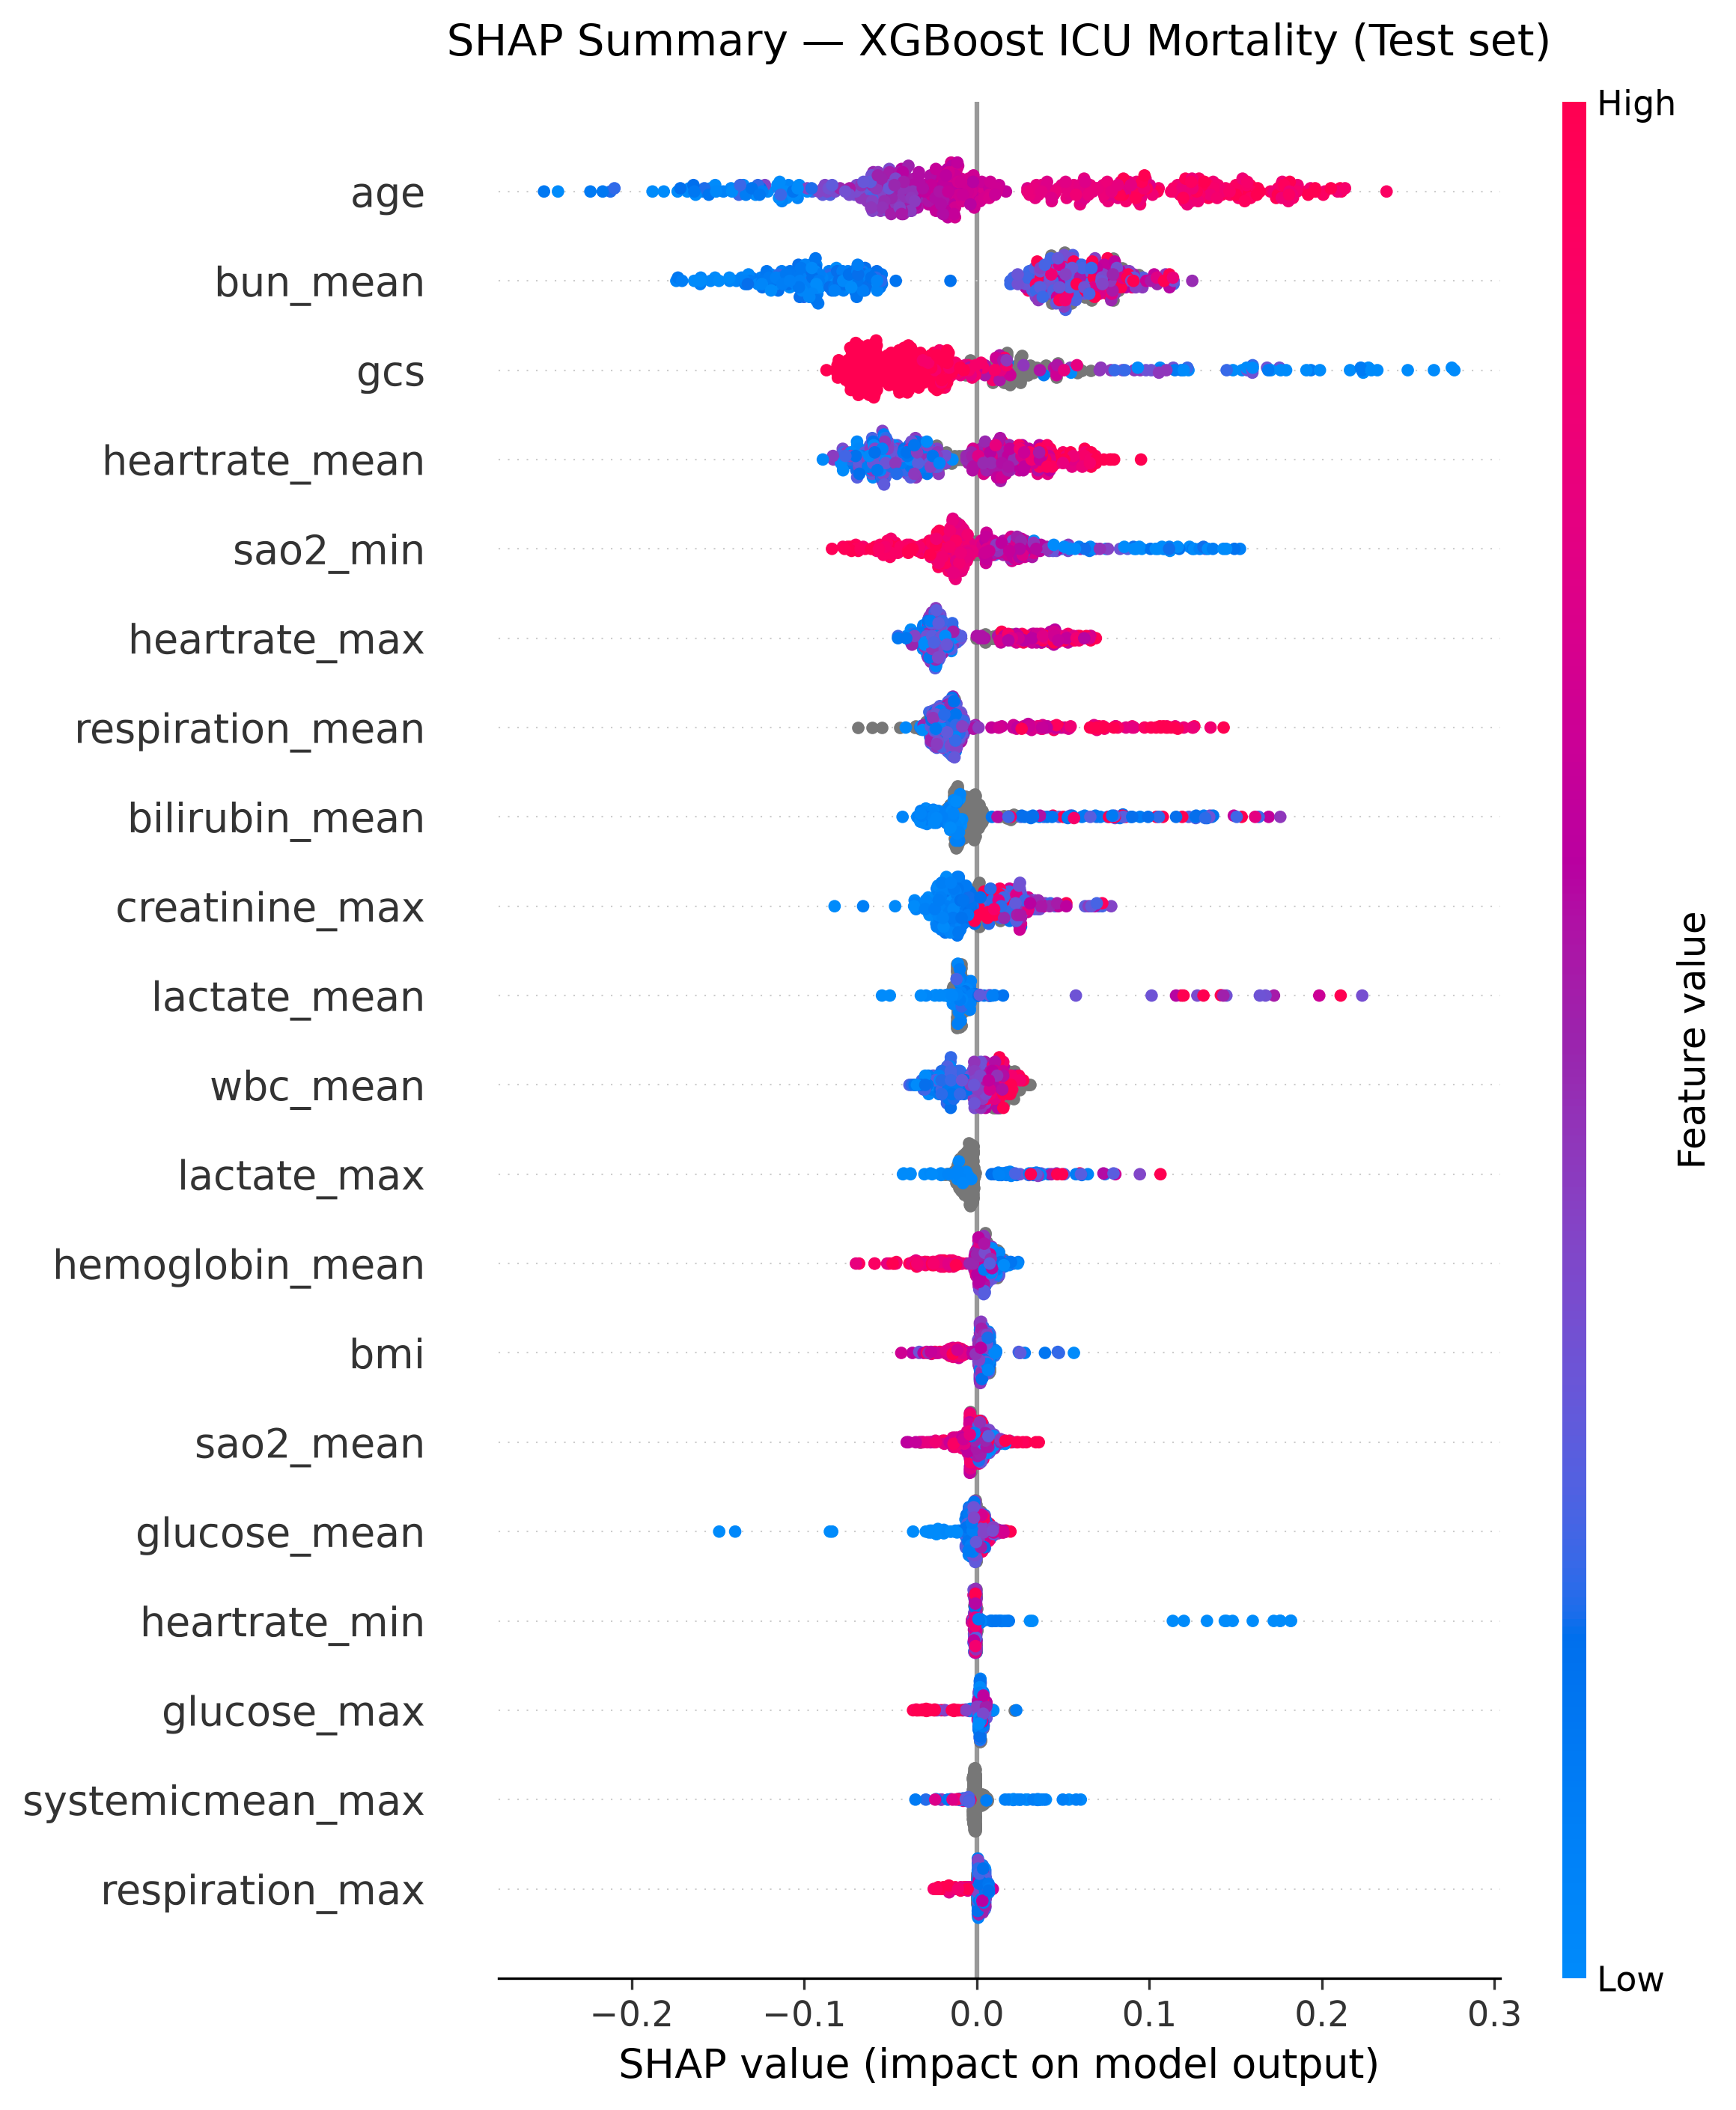 SHAP Summary — XGBoost ICU Mortality (Test set)
High
age
bun_mean
gcs
heartrate_mean
sao2_min
heartrate_max
respiration_mean
bilirubin_mean
creatinine_max
lactate_mean
wbc_mean
lactate_max
hemoglobin_mean
bmi
sao2_mean
glucose_mean
heartrate_min
glucose_max
systemicmean_max
respiration_max
Feature value
Low
−0.2 −0.1 0.0 0.1 0.2 0.3
SHAP value (impact on model output)